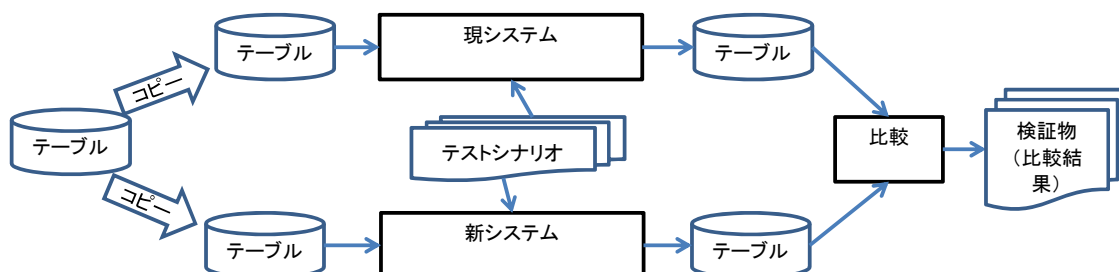 テーブル
現システム
テーブル
コピー
テーブル
テストシナリオ
比較
検証物
（比較結
果）
コピー
テーブル
新システム
テーブル